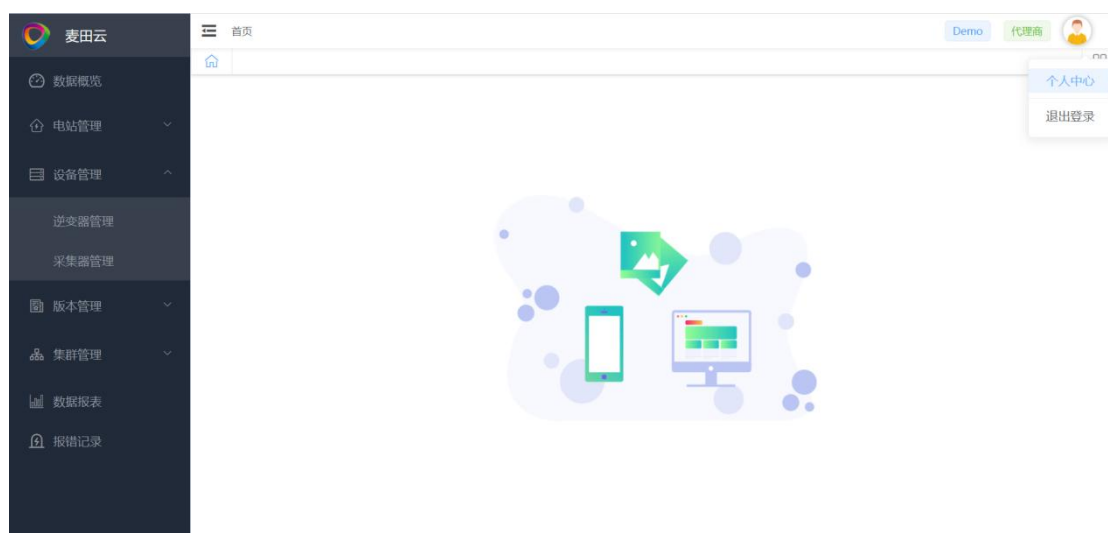 麦田云
首页
Demo
代理商
个人中心
退出登录
数据概览
电站管理
设备管理
逆变器管理
采集器管理
版本管理
集群管理
数据报表
报错记录